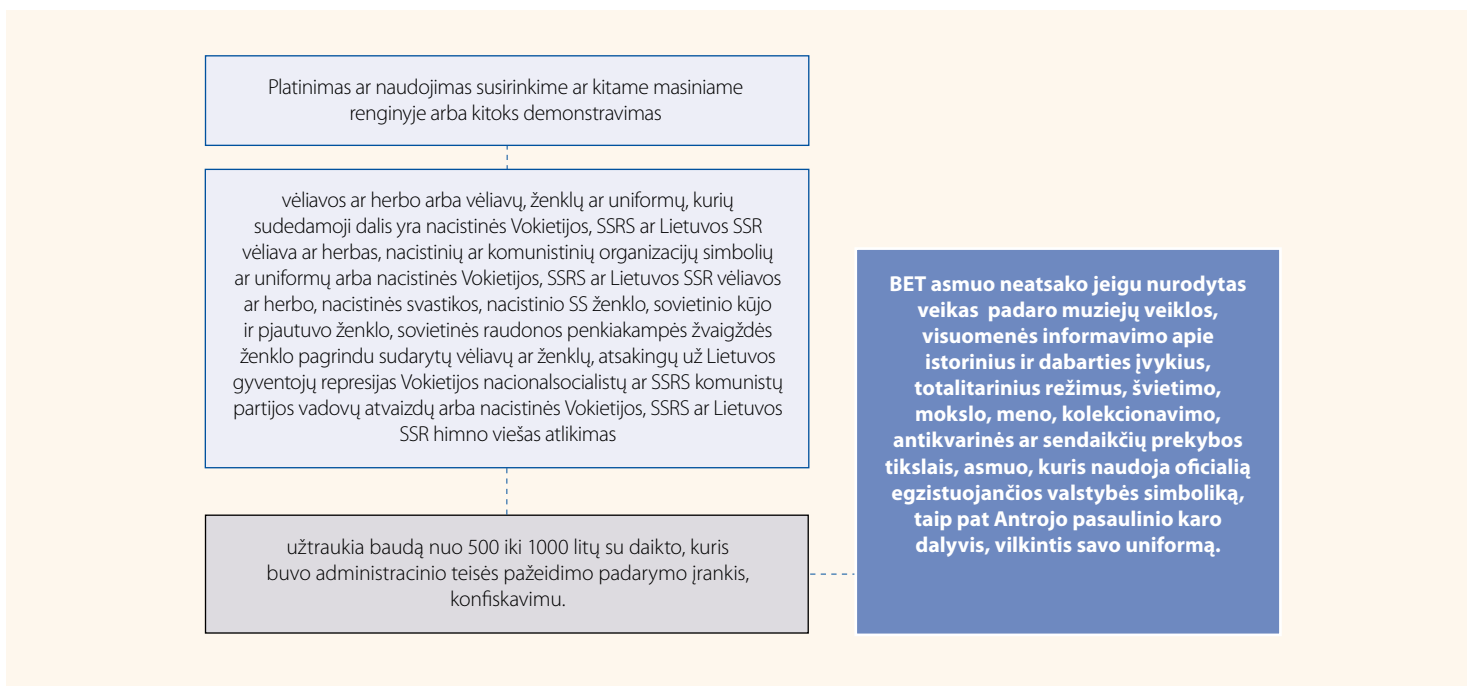 Platinimas ar naudojimas susirinkime ar kitame masiniame
renginyje arba kitoks demonstravimas
vėliavos ar herbo arba vėliavų, ženklų ar uniformų, kurių
sudedamoji dalis yra nacistinės Vokietijos, SSRS ar Lietuvos SSR
vėliava ar herbas, nacistinių ar komunistinių organizacijų simbolių
ar uniformų arba nacistinės Vokietijos, SSRS ar Lietuvos SSR vėliavos
ar herbo, nacistinės svastikos, nacistinio SS ženklo, sovietinio kūjo
ir pjautuvo ženklo, sovietinės raudonos penkiakampės žvaigždės
ženklo pagrindu sudarytų vėliavų ar ženklų, atsakingų už Lietuvos
gyventojų represijas Vokietijos nacionalsocialistų ar SSRS komunistų
partijos vadovų atvaizdų arba nacistinės Vokietijos, SSRS ar Lietuvos
SSR himno viešas atlikimas
užtraukia baudą nuo 500 iki 1000 litų su daikto, kuris
buvo administracinio teisės pažeidimo padarymo įrankis,
konfiskavimu.
BET asmuo neatsako jeigu nurodytas
veikas padaro muziejų veiklos,
visuomenės informavimo apie
istorinius ir dabarties įvykius,
totalitarinius režimus, švietimo,
mokslo, meno, kolekcionavimo,
antikvarinės ar sendaikčių prekybos
tikslais, asmuo, kuris naudoja oficialią
egzistuojančios valstybės simboliką,
taip pat Antrojo pasaulinio karo
dalyvis, vilkintis savo uniformą.